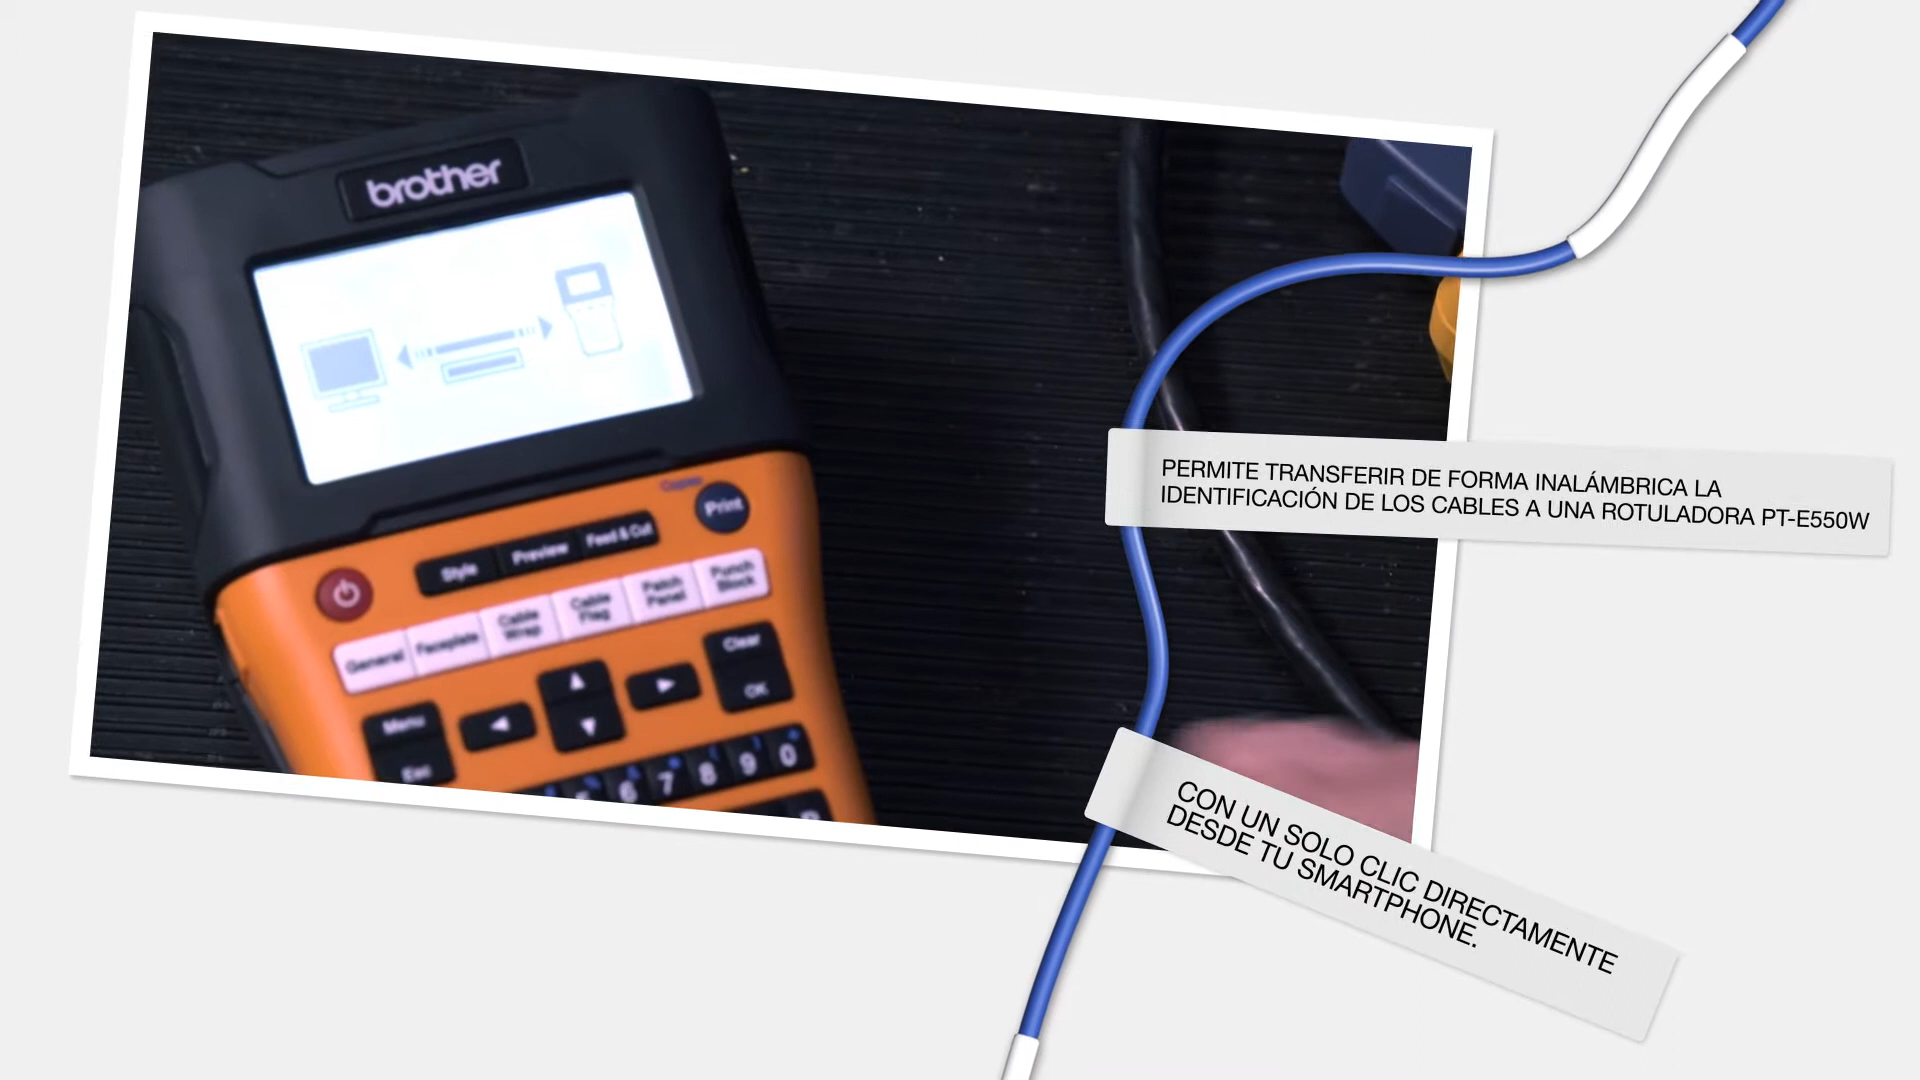 brother
Copies
Print
Style
Preview
Feed & Cut
General
Faceplate
Cable
Wrap
Cable
Flag
Patch
Panel
Punch
Block
Menu
Esc
Clear
OK
6 7 8 9 0
PERMITE TRANSFERIR DE FORMA INALÁMBRICA LA
IDENTIFICACIÓN DE LOS CABLES A UNA ROTULADORA PT-E550W
CON UN SOLO CLIC DIRECTAMENTE
DESDE TU SMARTPHONE.